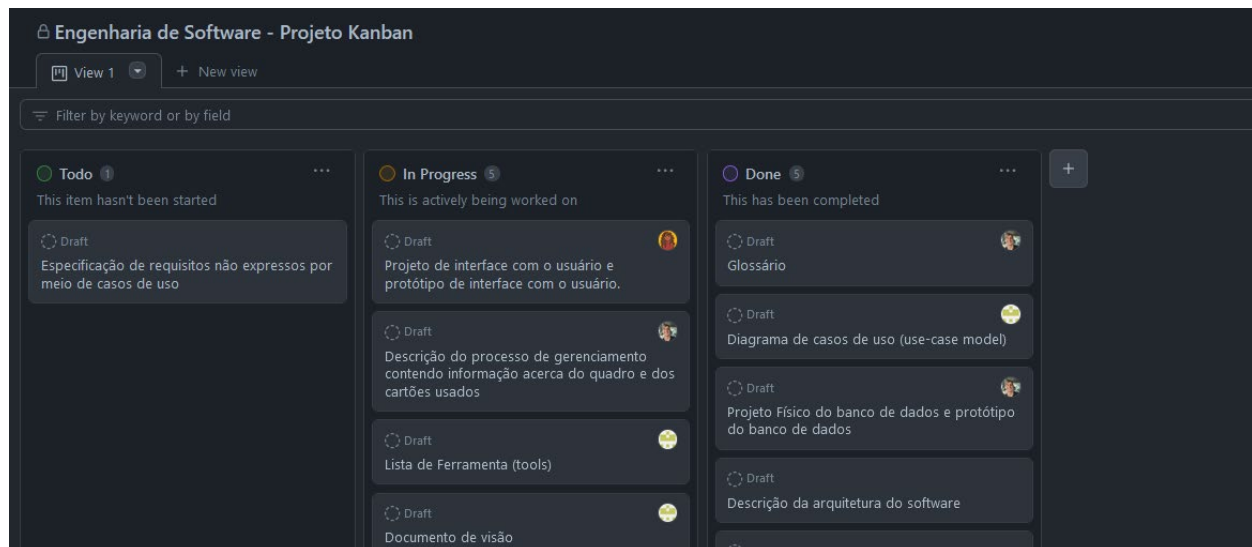 Engenharia de Software - Projeto Kanban
View 1
+ New view
Filter by keyword or by field
Todo 1
This item hasn't been started
Draft
Especificação de requisitos não expressos por
meio de casos de uso
In Progress 5
This is actively being worked on
Draft
Projeto de interface com o usuário e
protótipo de interface com o usuário.
Draft
Descrição do processo de gerenciamento
contendo informação acerca do quadro e dos
cartões usados
Draft
Lista de Ferramenta (tools)
Draft
Documento de visão
Done 5
This has been completed
Draft
Glossário
Draft
Diagrama de casos de uso (use-case model)
Draft
Projeto Físico do banco de dados e protótipo
do banco de dados
Draft
Descrição da arquitetura do software
+